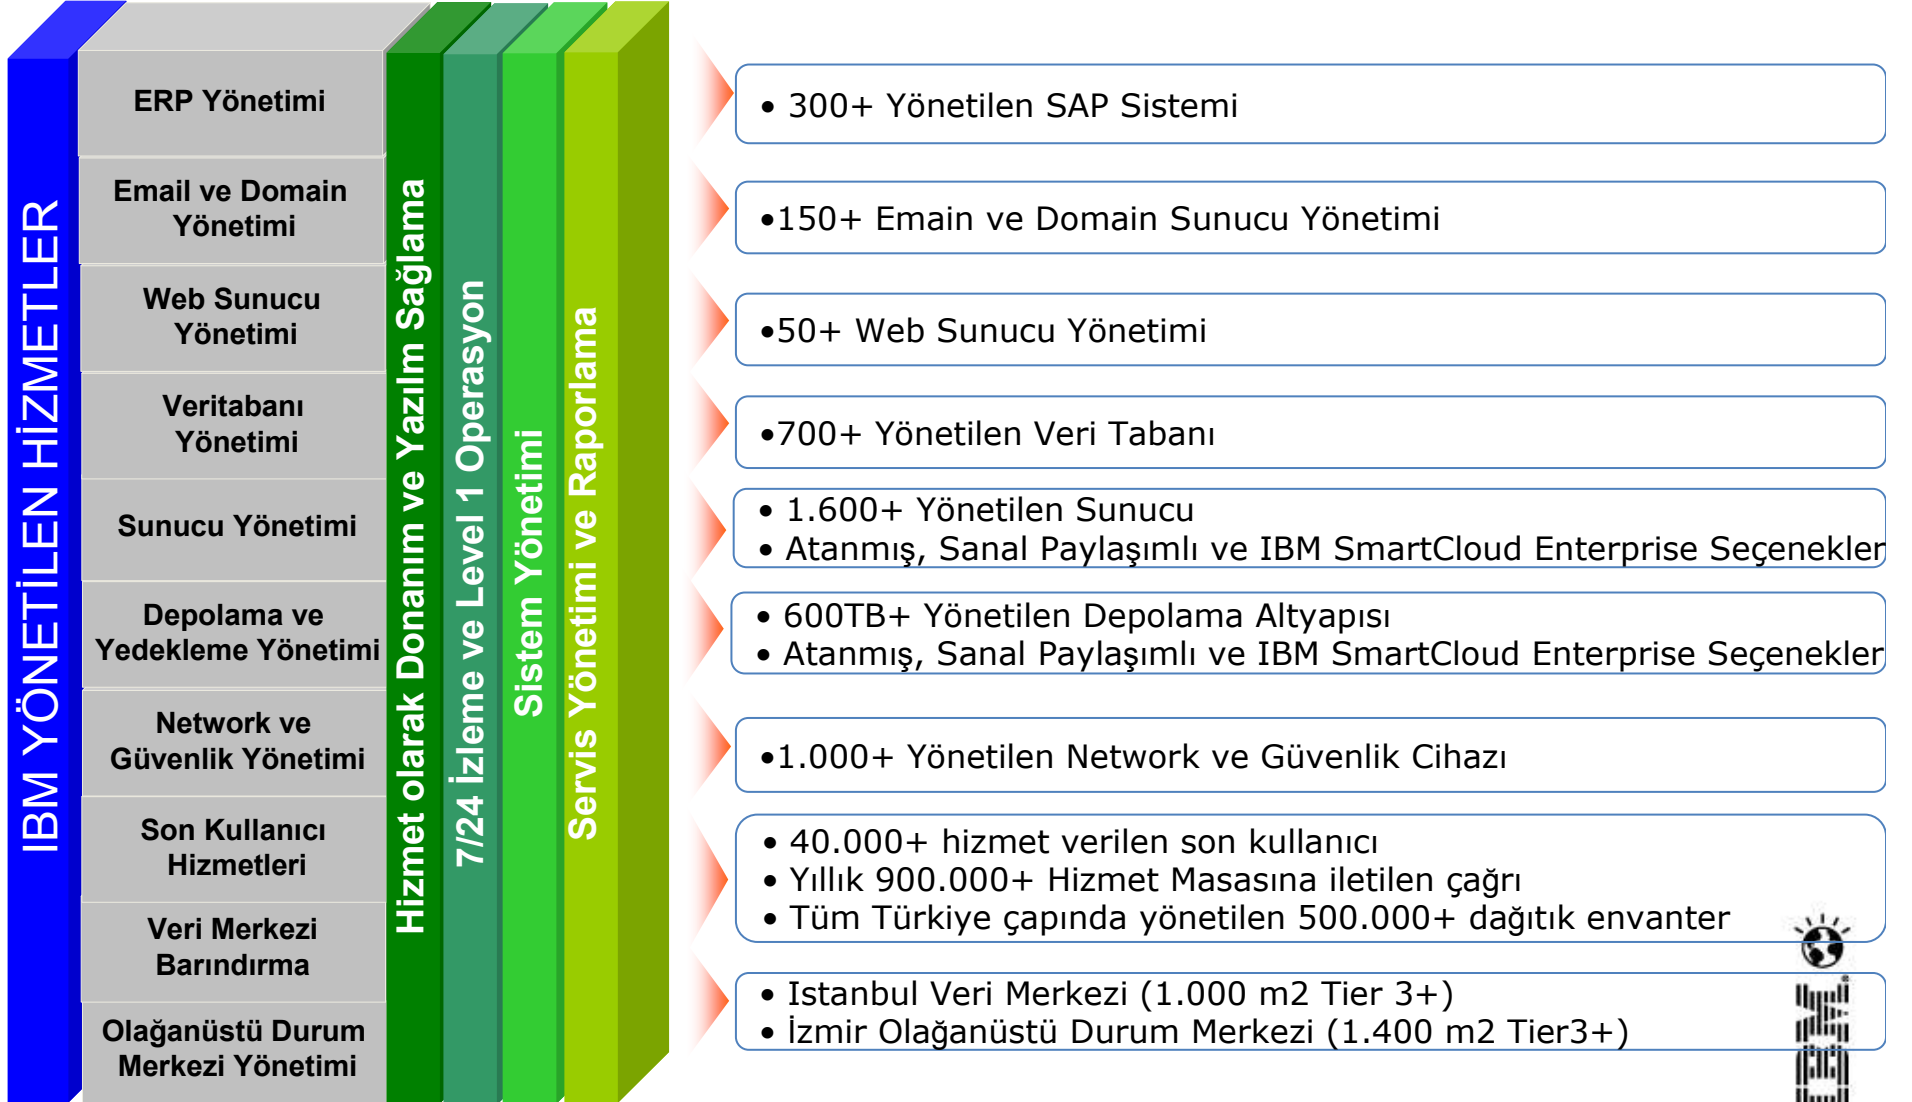 IBM YÖNETİLEN HİZMETLER
ERP Yönetimi
Email ve Domain
Yönetimi
Web Sunucu
Yönetimi
Veritabanı
Yönetimi
Sunucu Yönetimi
Depolama ve
Yedekleme Yönetimi
Network ve
Güvenlik Yönetimi
Son Kullanıcı
Hizmetleri
Veri Merkezi
Barındırma
Olağanüstü Durum
Merkezi Yönetimi
Hizmet olarak Donanım ve Yazılm Sağlama
7/24 İzleme ve Level 1 Operasyon
Sistem Yönetimi
Servis Yönetimi ve Raporlama
• 300+ Yönetilen SAP Sistemi
•150+ Emain ve Domain Sunucu Yönetimi
•50+ Web Sunucu Yönetimi
•700+ Yönetilen Veri Tabanı
• 1.600+ Yönetilen Sunucu
• Atanmış, Sanal Paylaşımlı ve IBM SmartCloud Enterprise Seçenekler
• 600TB+ Yönetilen Depolama Altyapısı
• Atanmış, Sanal Paylaşımlı ve IBM SmartCloud Enterprise Seçenekler
•1.000+ Yönetilen Network ve Güvenlik Cihazı
• 40.000+ hizmet verilen son kullanıcı
• Yıllık 900.000+ Hizmet Masasına iletilen çağrı
• Tüm Türkiye çapında yönetilen 500.000+ dağıtık envanter
• Istanbul Veri Merkezi (1.000 m2 Tier 3+)
• İzmir Olağanüstü Durum Merkezi (1.400 m2 Tier3+)
IBM